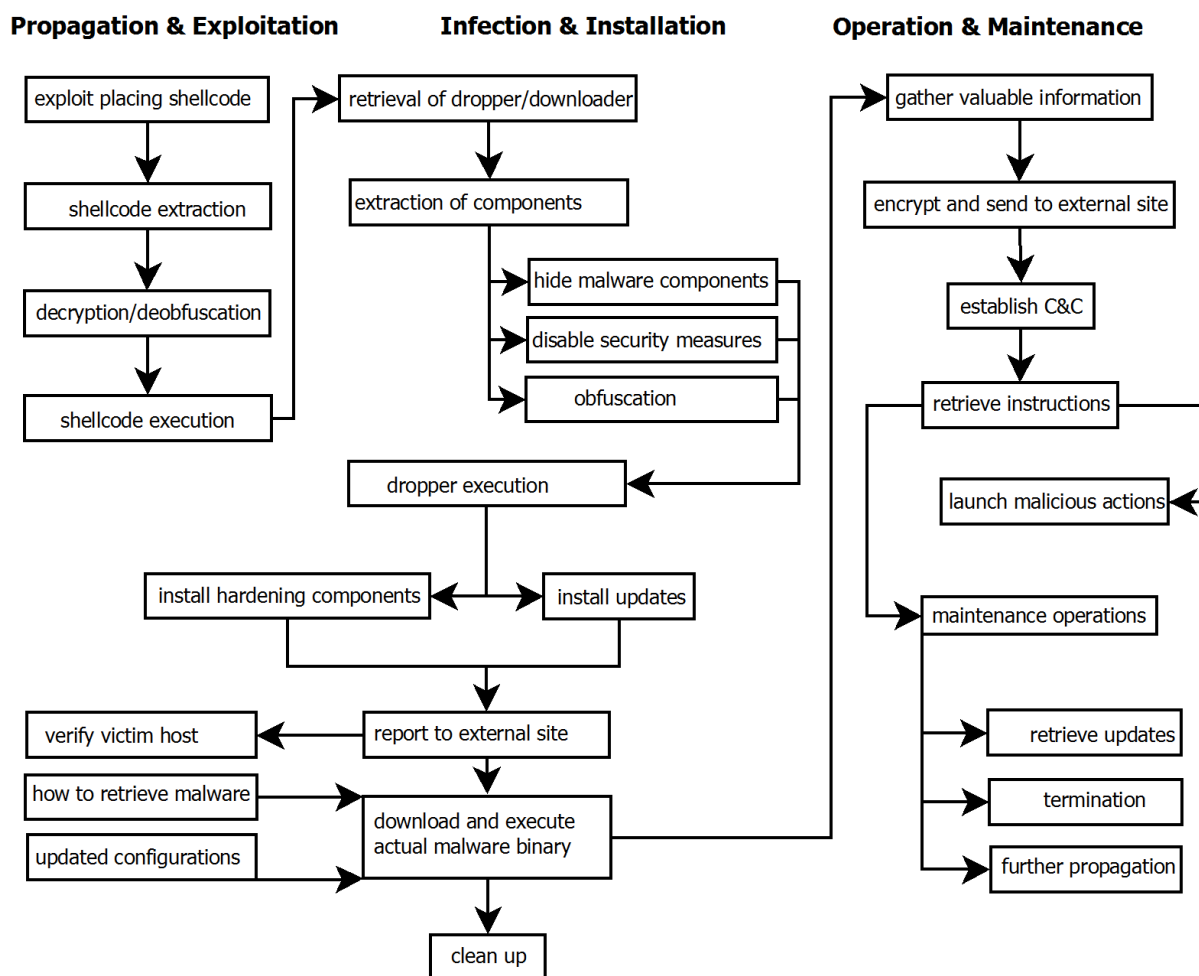 Propagation & Exploitation
Infection & Installation
Operation & Maintenance
exploit placing shellcode
shellcode extraction
decryption/deobfuscation
shellcode execution
retrieval of dropper/downloader
extraction of components
hide malware components
disable security measures
obfuscation
dropper execution
install hardening components
install updates
report to external site
verify victim host
how to retrieve malware
updated configurations
download and execute
actual malware binary
clean up
gather valuable information
encrypt and send to external site
establish C&C
retrieve instructions
launch malicious actions
maintenance operations
retrieve updates
termination
further propagation